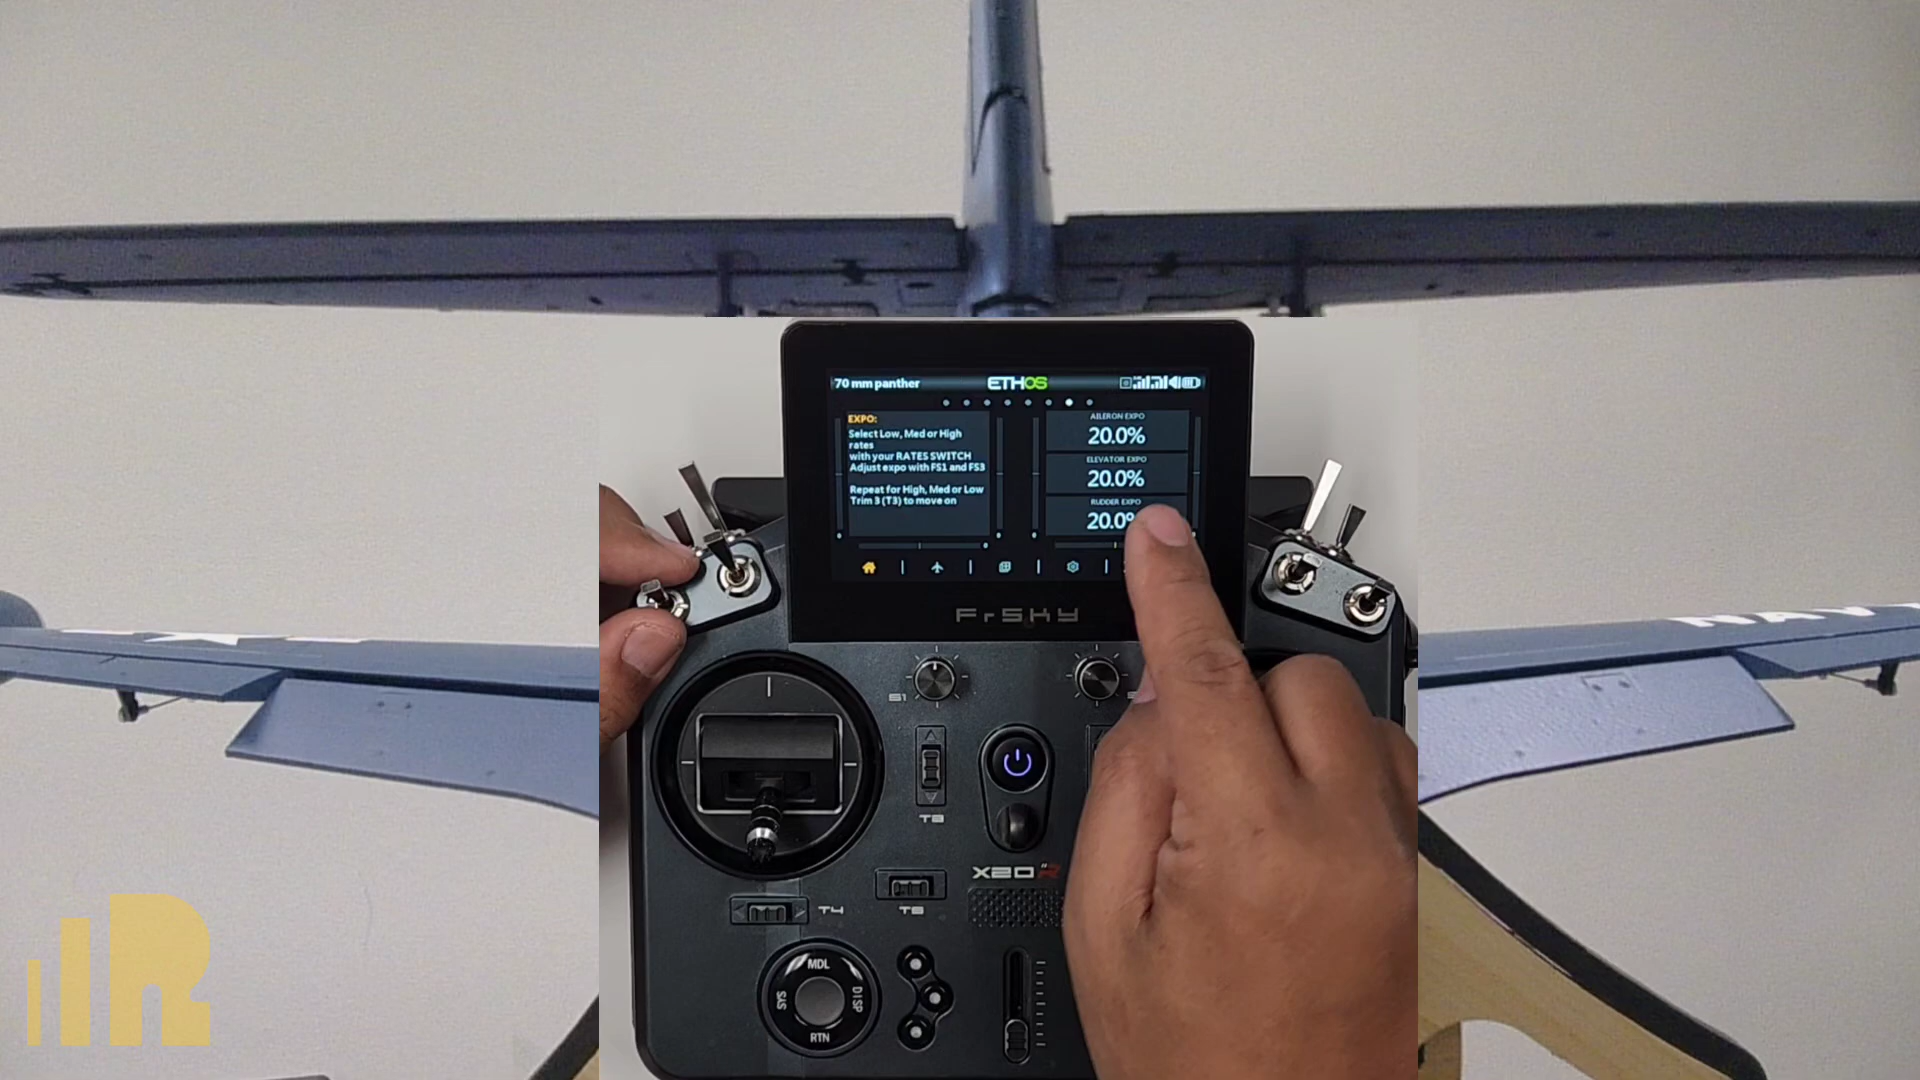 70 mm panther
ETHOS
EXPO:
Select Low, Med or High
rates
with your RATES SWITCH
Adjust expo with FS1 and FS3
Repeat for High, Med or Low
Trim 3 (T3) to move on
AILERON EXPO
20.0%
ELEVATOR EXPO
20.0%
RUDDER EXPO
20.0%
FrSKY
NAVY
S1
T3
X20"R
T4
T5
MDL
SYS
DISP
RTN
R